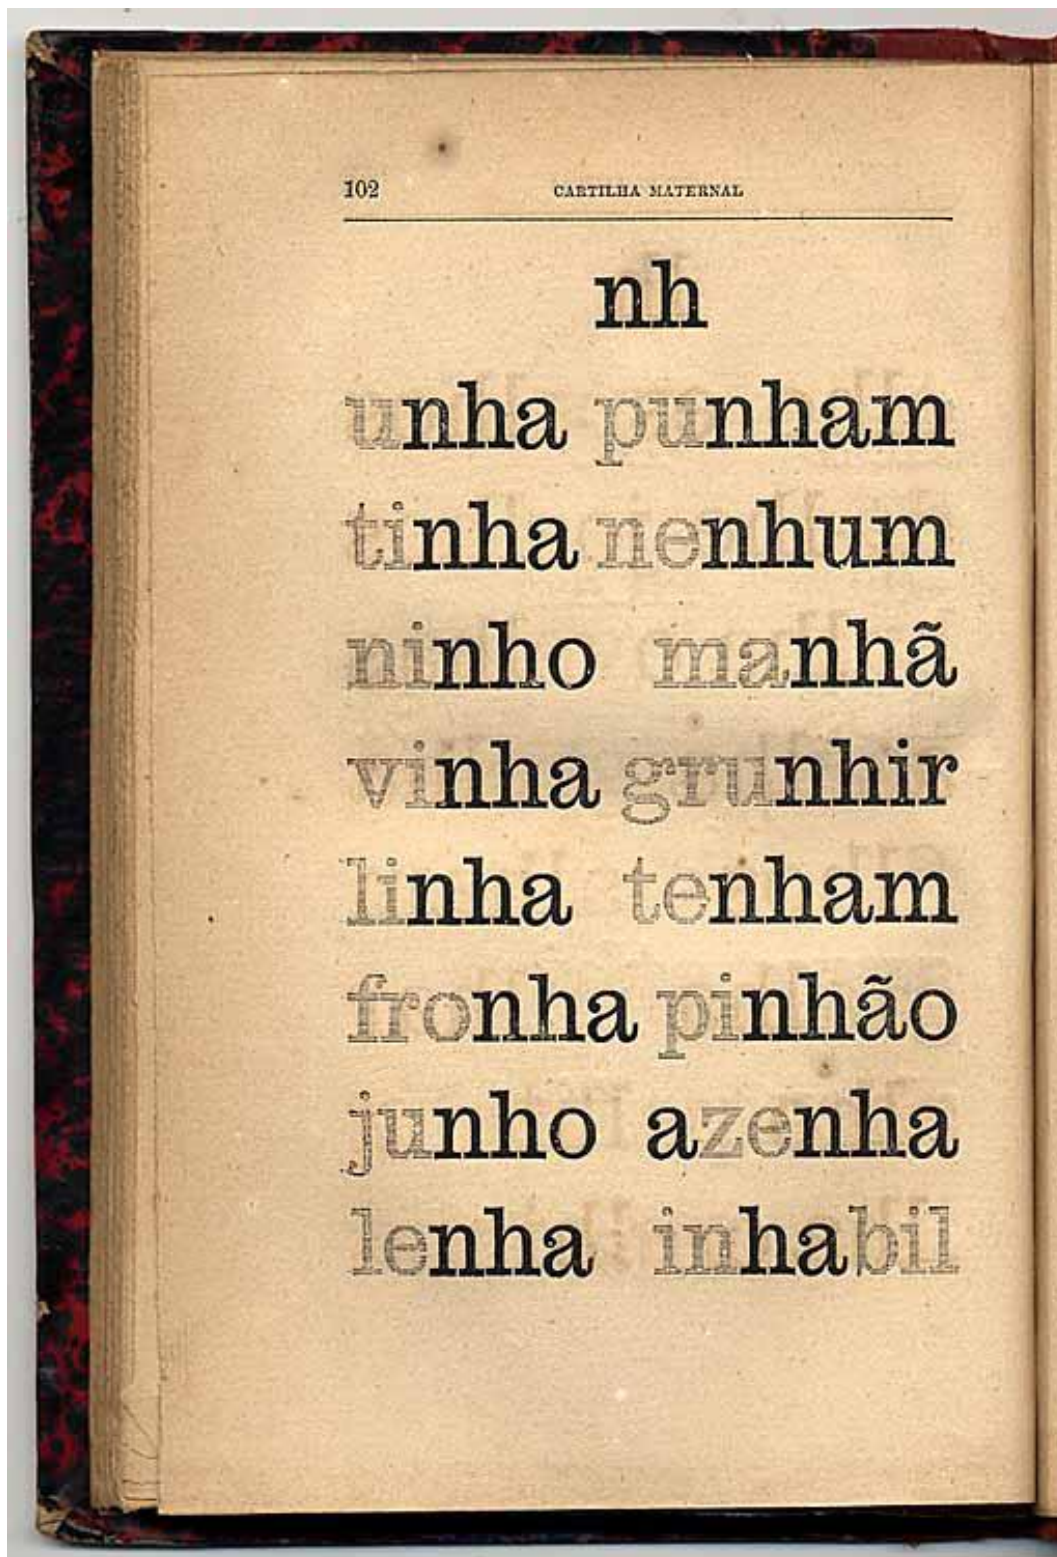 102 CARTILHA MATERNAL
nh
unha punham
tinha nenhum
ninho manhã
vinha grunhir
linha tenham
fronha pinhão
junho azenha
lenha inhabil